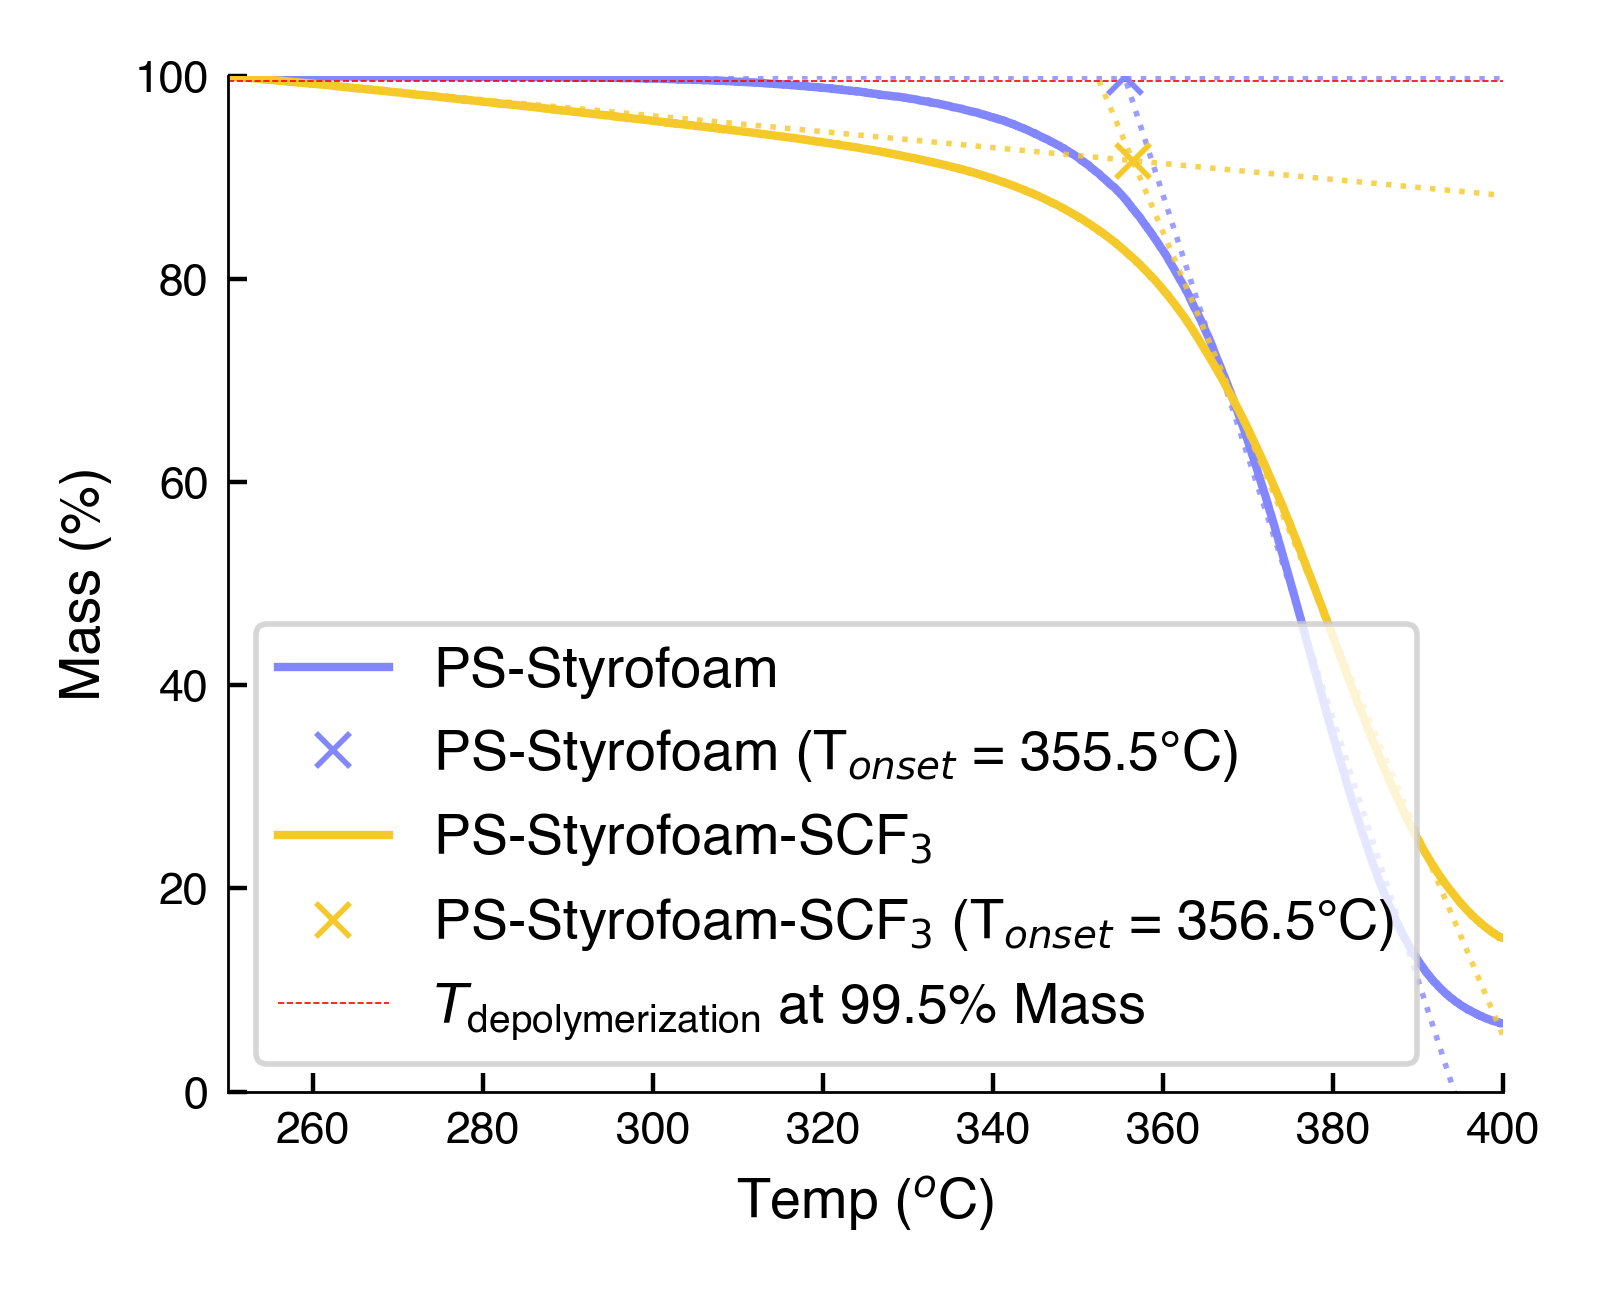 100
80
60
40
20
0
Mass (%)
PS-Styrofoam
PS-Styrofoam (Tonset = 355.5°C)
PS-Styrofoam-SCF3
PS-Styrofoam-SCF3 (Tonset = 356.5°C)
Tdepolymerization at 99.5% Mass
260 280 300 320 340 360 380 400
Temp (oC)